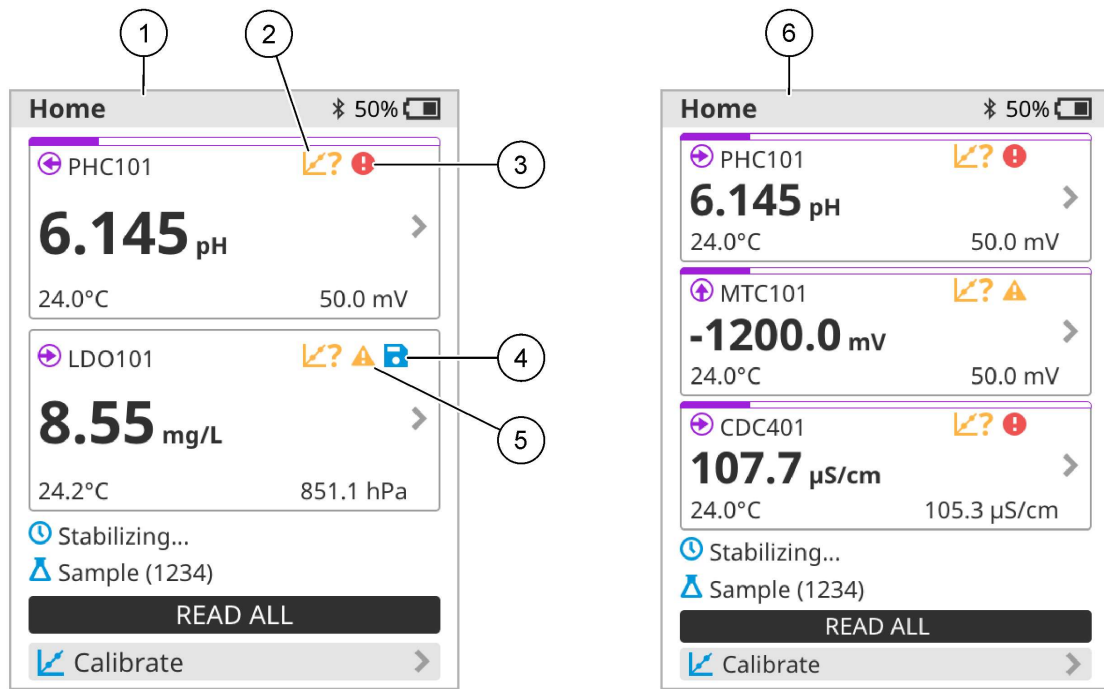 1
2
Home 50%
PHC101 ?
3
6.145 pH
24.0°C 50.0 mV
LDO101 ?
4
8.55 mg/L
5
24.2°C 851.1 hPa
Stabilizing...
Sample (1234)
READ ALL
Calibrate
6
Home 50%
PHC101 ?
6.145 pH
24.0°C 50.0 mV
MTC101 ?
-1200.0 mV
24.0°C 50.0 mV
CDC401 ?
107.7 µS/cm
24.0°C 105.3 µS/cm
Stabilizing...
Sample (1234)
READ ALL
Calibrate